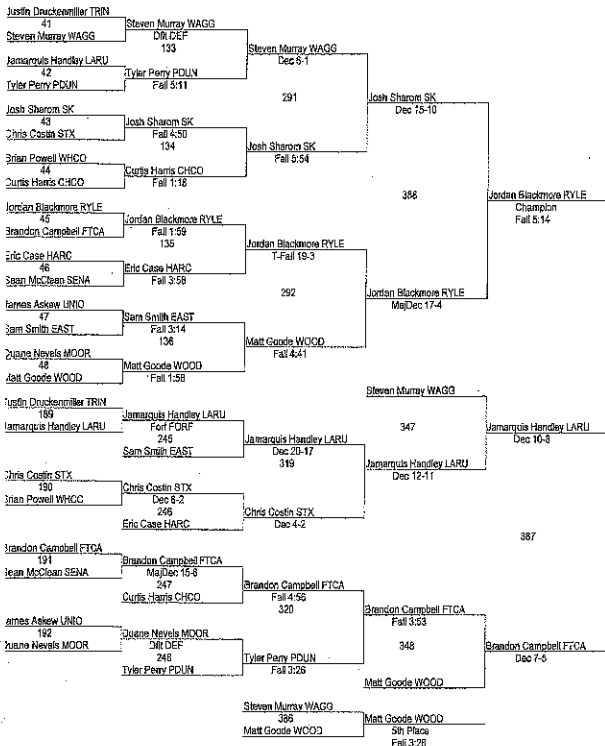 Justin Druckenmiller TRIN
41
Steven Murray WAGG
Steven Murray WAGG
Dflt DEF
133
Jamarquis Handley LARU
42
Tyler Perry PDUN
Tyler Perry PDUN
Fall 5:11
Steven Murray WAGG
Dec 6-1
291
Josh Sharom SK
43
Chris Costin STX
Josh Sharom SK
Fall 4:50
134
Brian Powell WHCO
44
Curtis Harris CHCO
Curtis Harris CHCO
Fall 1:18
Josh Sharom SK
Fall 5:54
Josh Sharom SK
Dec 15-10
388
Jordan Blackmore RYLE
Champion
Fall 5:14
Jordan Blackmore RYLE
45
Brandon Campbell FTCA
Jordan Blackmore RYLE
Fall 1:59
135
Eric Case HARC
46
Sean McClean SENA
Eric Case HARC
Fall 3:58
Jordan Blackmore RYLE
T-Fall 19-3
292
Jordan Blackmore RYLE
MajDec 17-4
James Askew UNIO
47
Sam Smith EAST
Sam Smith EAST
Fall 3:14
136
Duane Nevels MOOR
48
Matt Goode WOOD
Matt Goode WOOD
Fall 1:58
Matt Goode WOOD
Fall 4:41
Justin Druckenmiller TRIN
189
Jamarquis Handley LARU
Jamarquis Handley LARU
Forf FORF
245
Sam Smith EAST
Jamarquis Handley LARU
Dec 20-17
319
Chris Costin STX
190
Brian Powell WHCO
Chris Costin STX
Dec 6-2
246
Eric Case HARC
Chris Costin STX
Dec 4-2
Steven Murray WAGG
347
Jamarquis Handley LARU
Dec 12-11
Jamarquis Handley LARU
Dec 10-8
387
Brandon Campbell FTCA
191
Sean McClean SENA
Brandon Campbell FTCA
MajDec 15-6
247
Curtis Harris CHCO
Brandon Campbell FTCA
Fall 4:56
320
James Askew UNIO
192
Duane Nevels MOOR
Duane Nevels MOOR
Dflt DEF
248
Tyler Perry PDUN
Tyler Perry PDUN
Fall 3:26
Brandon Campbell FTCA
Fall 3:53
348
Matt Goode WOOD
Brandon Campbell FTCA
Dec 7-5
Steven Murray WAGG
386
Matt Goode WOOD
Matt Goode WOOD
5th Place
Fall 3:28